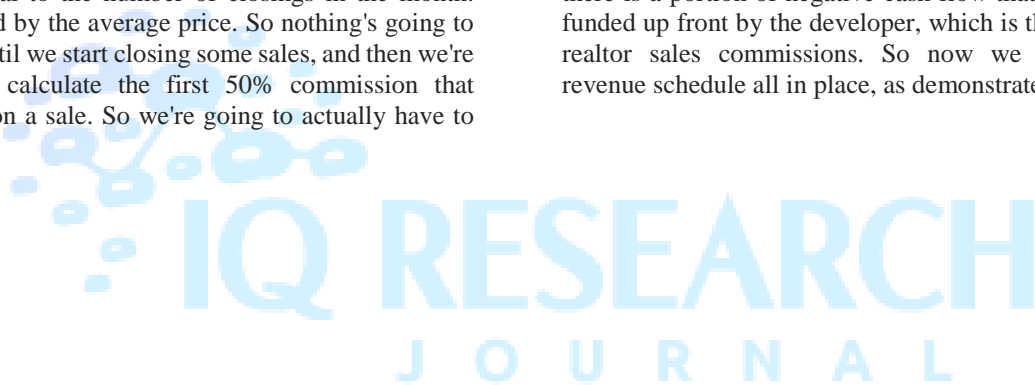 to the number of closings in the month.
by the average price. So nothing's going to
til we start closing some sales, and then we're
calculate the first 50% commission that
on a sale. So we're going to actually have to
there is a portion of negative cash flow
funded up front by the developer, which is
realtor sales commissions. So now we
revenue schedule all in place, as demonstrate
IQ RESEARCH
JOURNAL